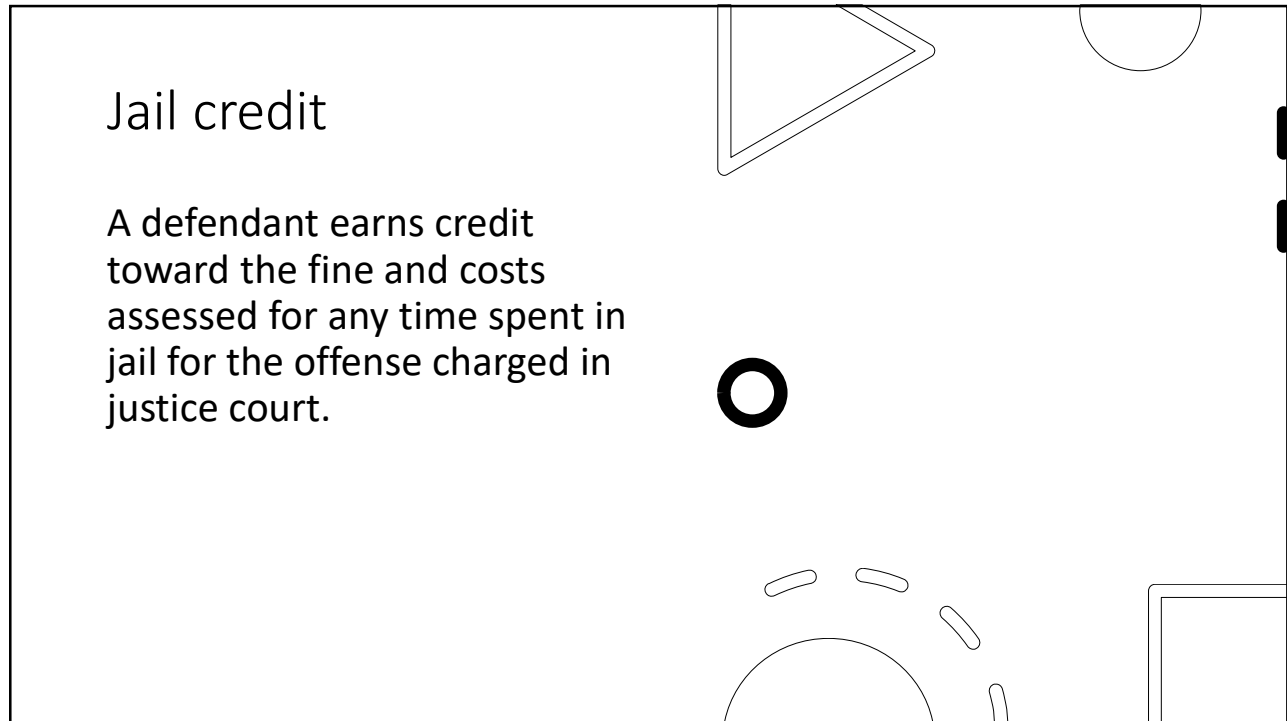 Jail credit
A defendant earns credit
toward the fine and costs
assessed for any time spent in
jail for the offense charged in
justice court.